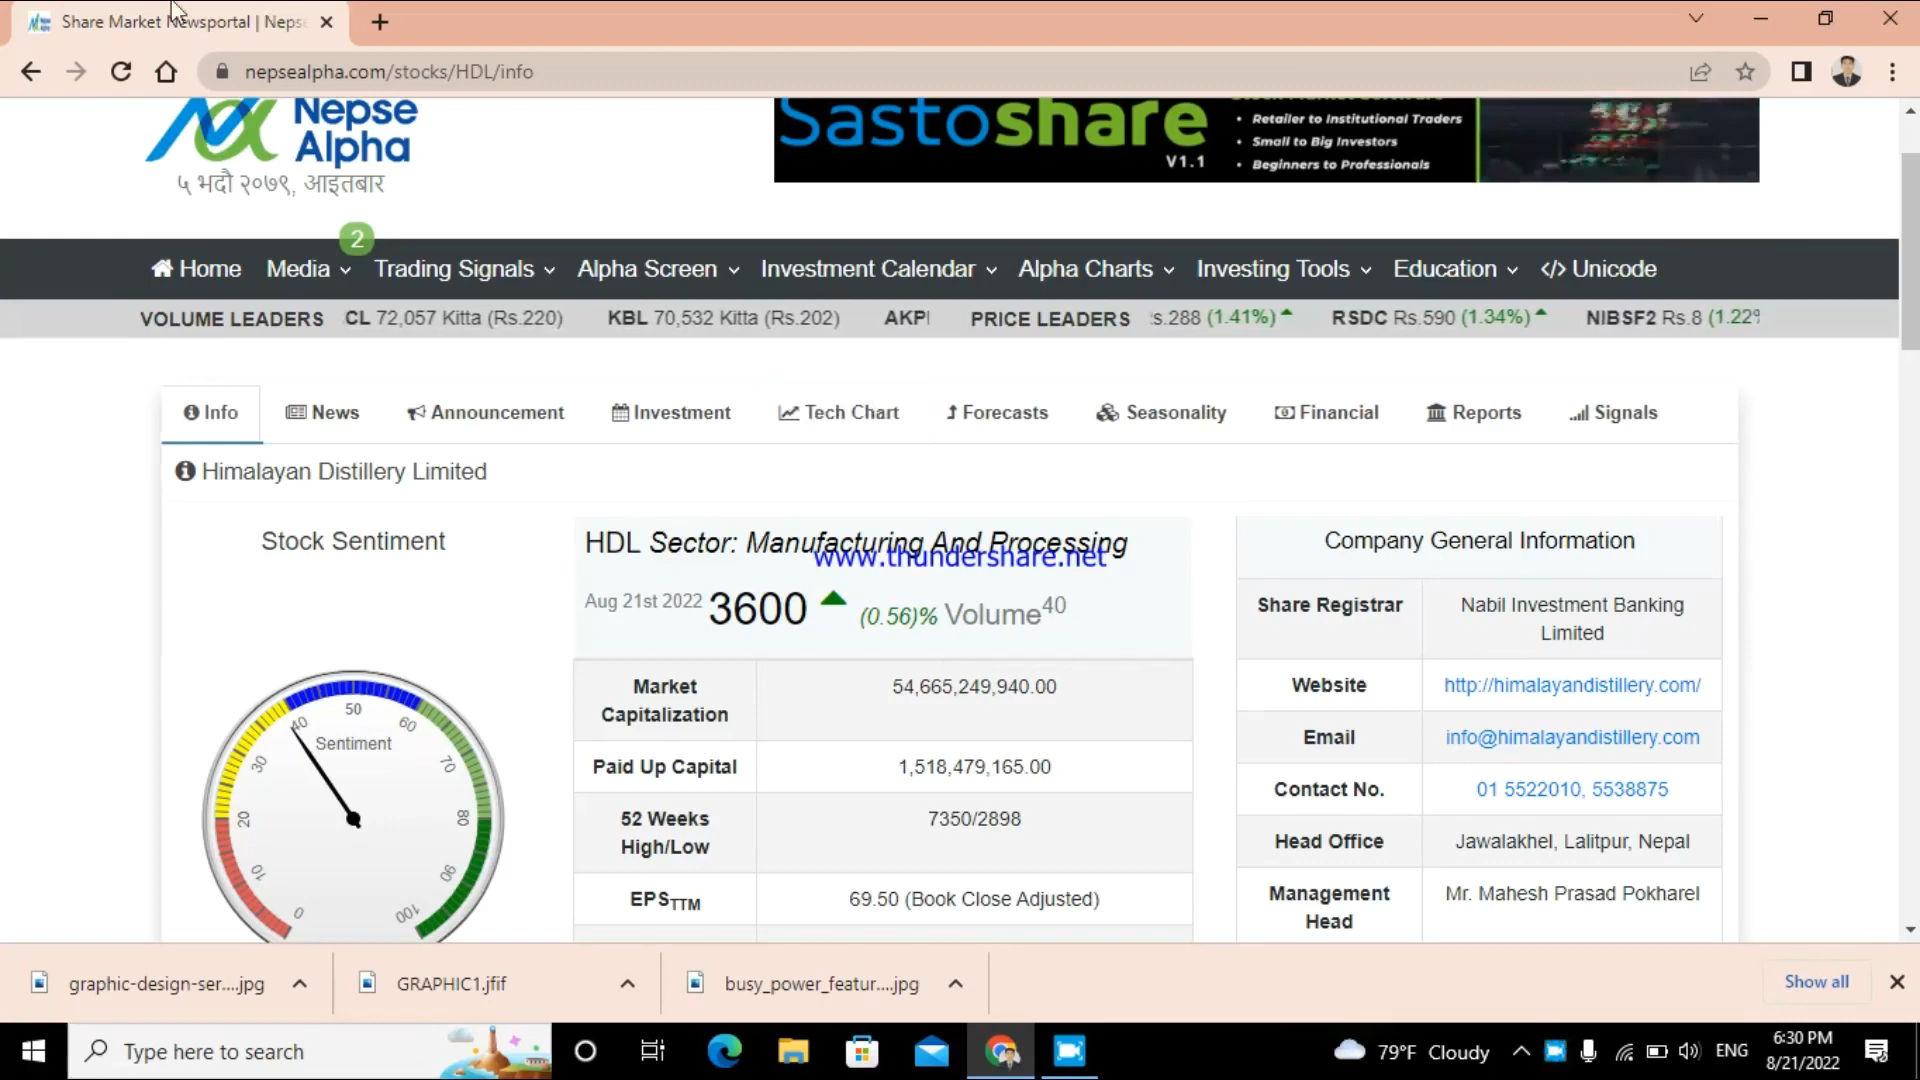 Share Market Newsportal | Neps
nepsealpha.com/stocks/HDL/info
Nepse
Alpha
५ भदौ २०७९, आइतबार
Sastoshare
V1.1
• Retailer to Institutional Traders
• Small to Big Investors
• Beginners to Professionals
2
Home Media Trading Signals Alpha Screen Investment Calendar Alpha Charts Investing Tools Education </> Unicode
VOLUME LEADERS CL 72,057 Kitta (Rs.220) KBL 70,532 Kitta (Rs.202) AKP PRICE LEADERS s.288 (1.41%) RSDC Rs.590 (1.34%) NIBSF2 Rs.8 (1.22%
Info News Announcement Investment Tech Chart Forecasts Seasonality Financial Reports Signals
Himalayan Distillery Limited
Stock Sentiment
0 10 20 30 40 50 60 70 80 90 100
Sentiment
HDL Sector: Manufacturing And Processing
www.thundershare.net
Aug 21st 2022 3600 (0.56)% Volume 40
Market Capitalization 54,665,249,940.00
Paid Up Capital 1,518,479,165.00
52 Weeks High/Low 7350/2898
EPS TTM 69.50 (Book Close Adjusted)
Company General Information
Share Registrar Nabil Investment Banking Limited
Website http://himalayandistillery.com/
Email info@himalayandistillery.com
Contact No. 01 5522010, 5538875
Head Office Jawalakhel, Lalitpur, Nepal
Management Head Mr. Mahesh Prasad Pokharel
graphic-design-ser....jpg GRAPHIC1.jfif busy_power_featur....jpg Show all
Type here to search
79°F Cloudy ENG
6:30 PM
8/21/2022